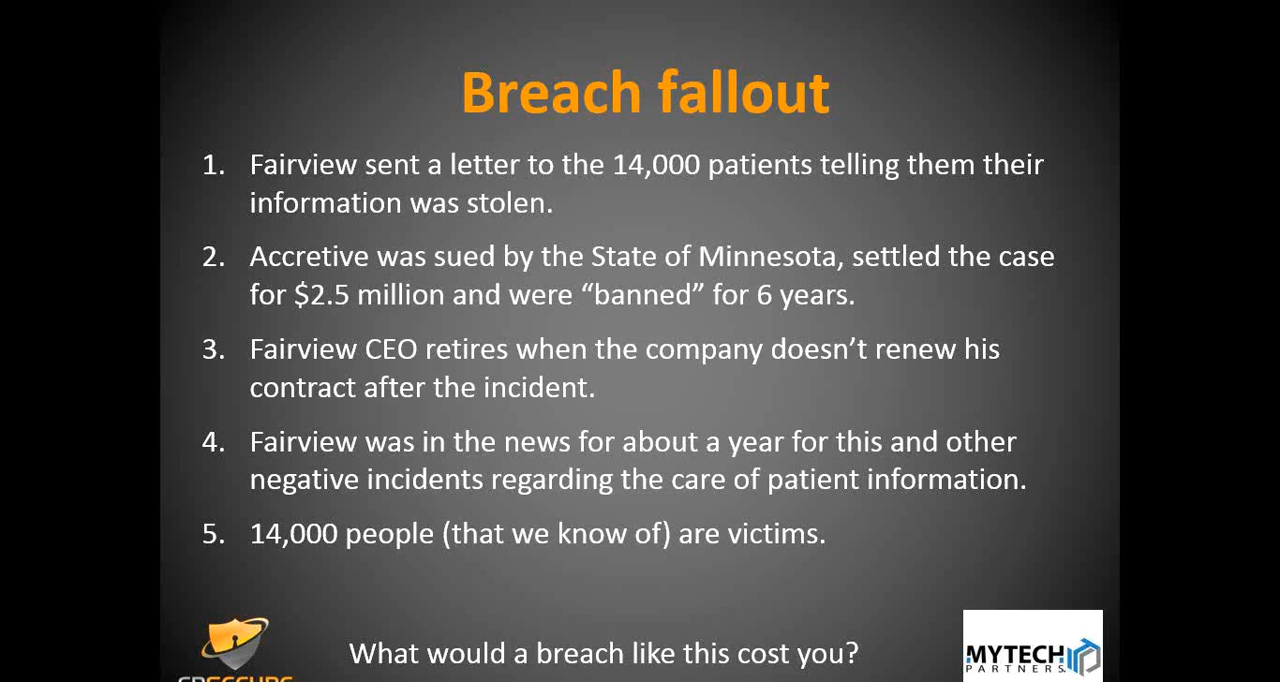 Breach fallout
1. Fairview sent a letter to the 14,000 patients telling them their
information was stolen.
2. Accretive was sued by the State of Minnesota, settled the case
for $2.5 million and were “banned” for 6 years.
3. Fairview CEO retires when the company doesn’t renew his
contract after the incident.
4. Fairview was in the news for about a year for this and other
negative incidents regarding the care of patient information.
5. 14,000 people (that we know of) are victims.
What would a breach like this cost you?
MYTECH
PARTNERS